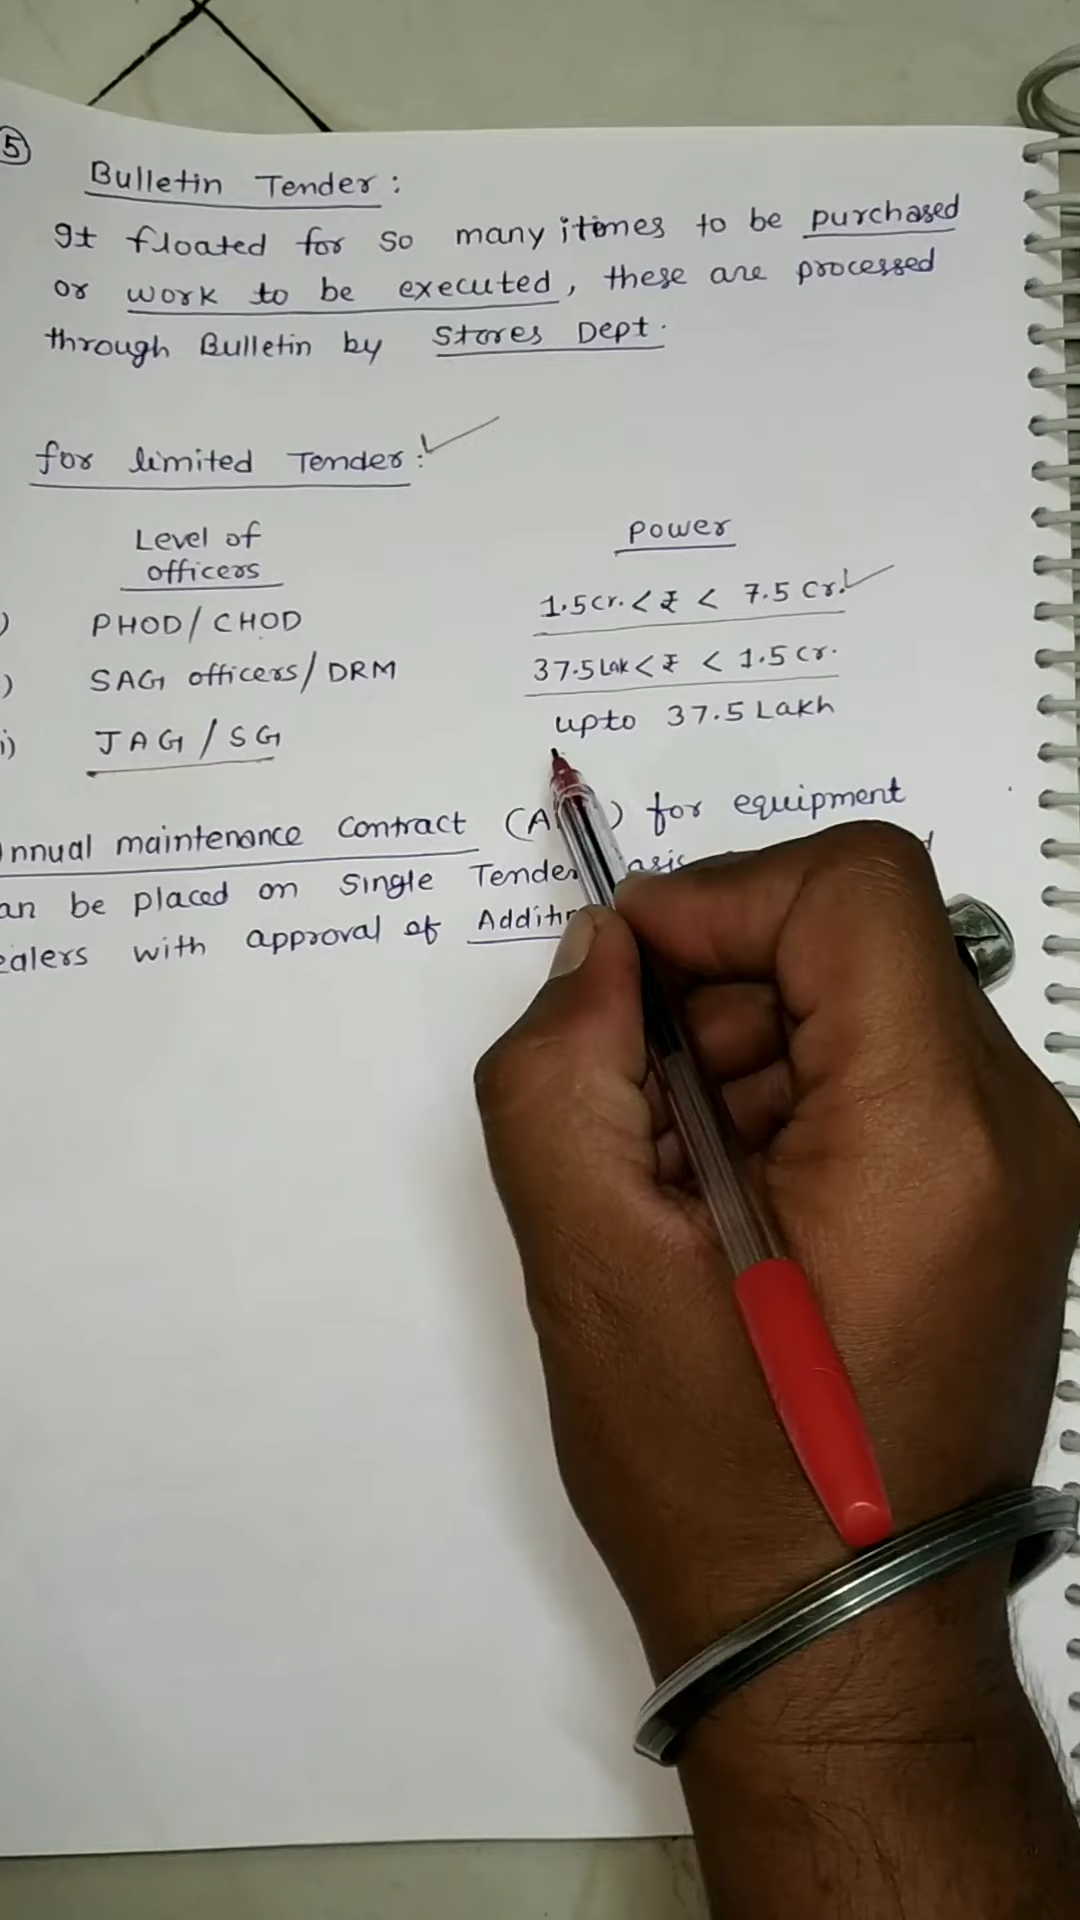 5
Bulletin Tender:
It floated for so many itemes to be purchased
or work to be executed, these are processed
through Bulletin by Stores Dept.
for limited Tender:
Level of officers Power
PHOD/CHOD 1.5Cr. < ₹ < 7.5 Cr.
SAG officers/DRM 37.5 Lak < ₹ < 1.5 Cr.
JAG/SG upto 37.5 Lakh
nnual maintenance Contract (A ) for equipment
an be placed on Single Tender
ealers with approval of